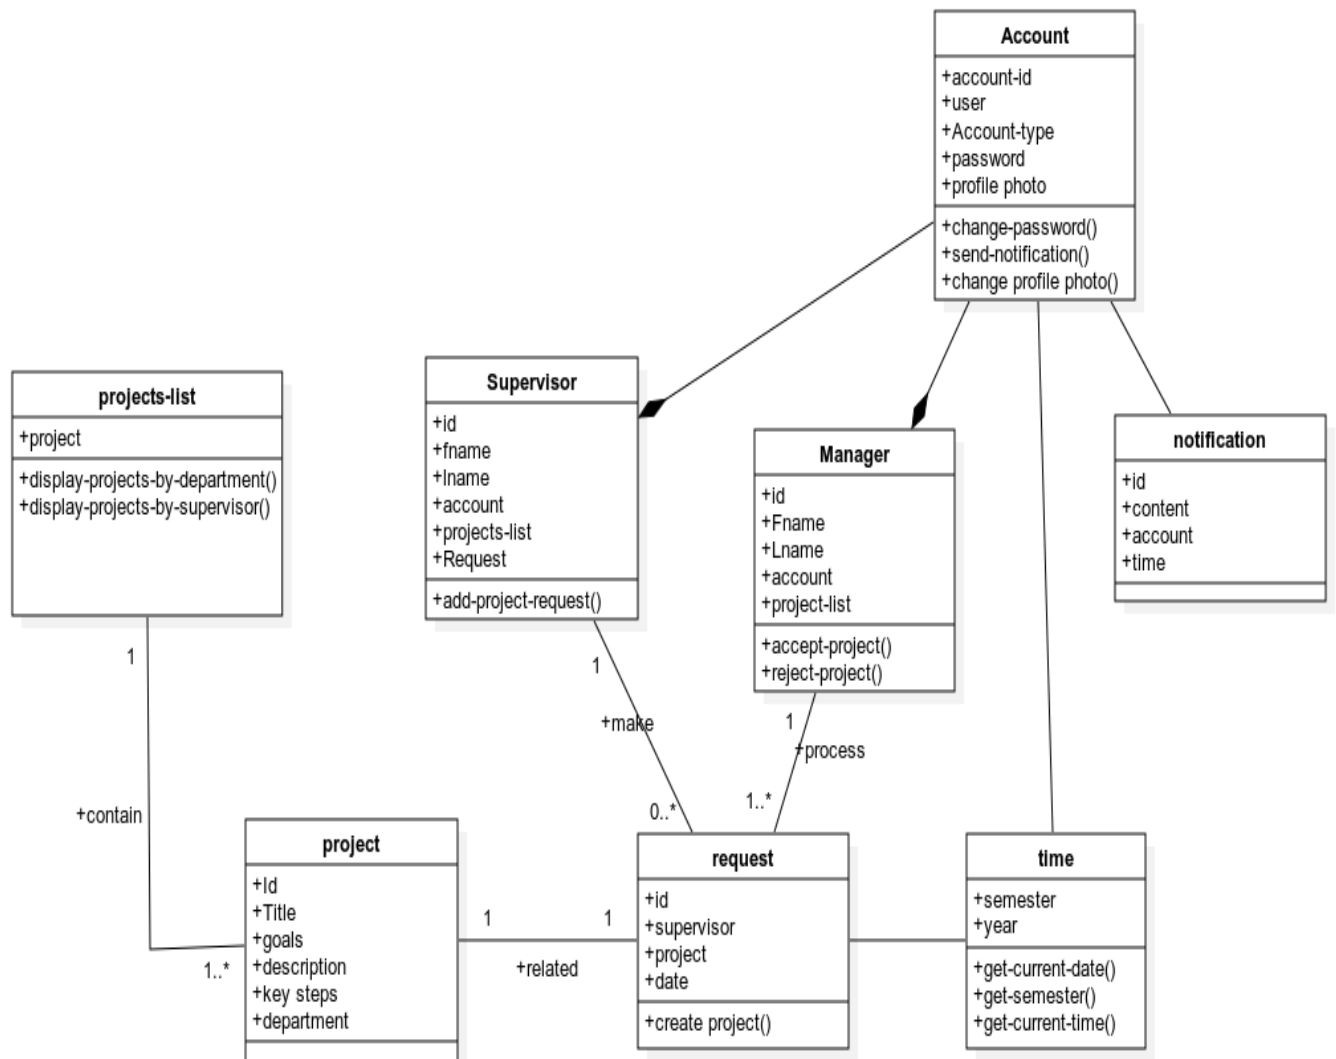 Account
+account-id
+user
+Account-type
+password
+profile photo
+change-password()
+send-notification()
+change profile photo()
projects-list
+project
+display-projects-by-department()
+display-projects-by-supervisor()
Supervisor
+id
+fname
+lname
+account
+projects-list
+Request
+add-project-request()
Manager
+id
+Fname
+Lname
+account
+project-list
+accept-project()
+reject-project()
notification
+id
+content
+account
+time
1
1
+make
0..*
1
+process
1..*
+contain
1..*
project
+Id
+Title
+goals
+description
+key steps
+department
1
1
+related
request
+id
+supervisor
+project
+date
+create project()
time
+semester
+year
+get-current-date()
+get-semester()
+get-current-time()